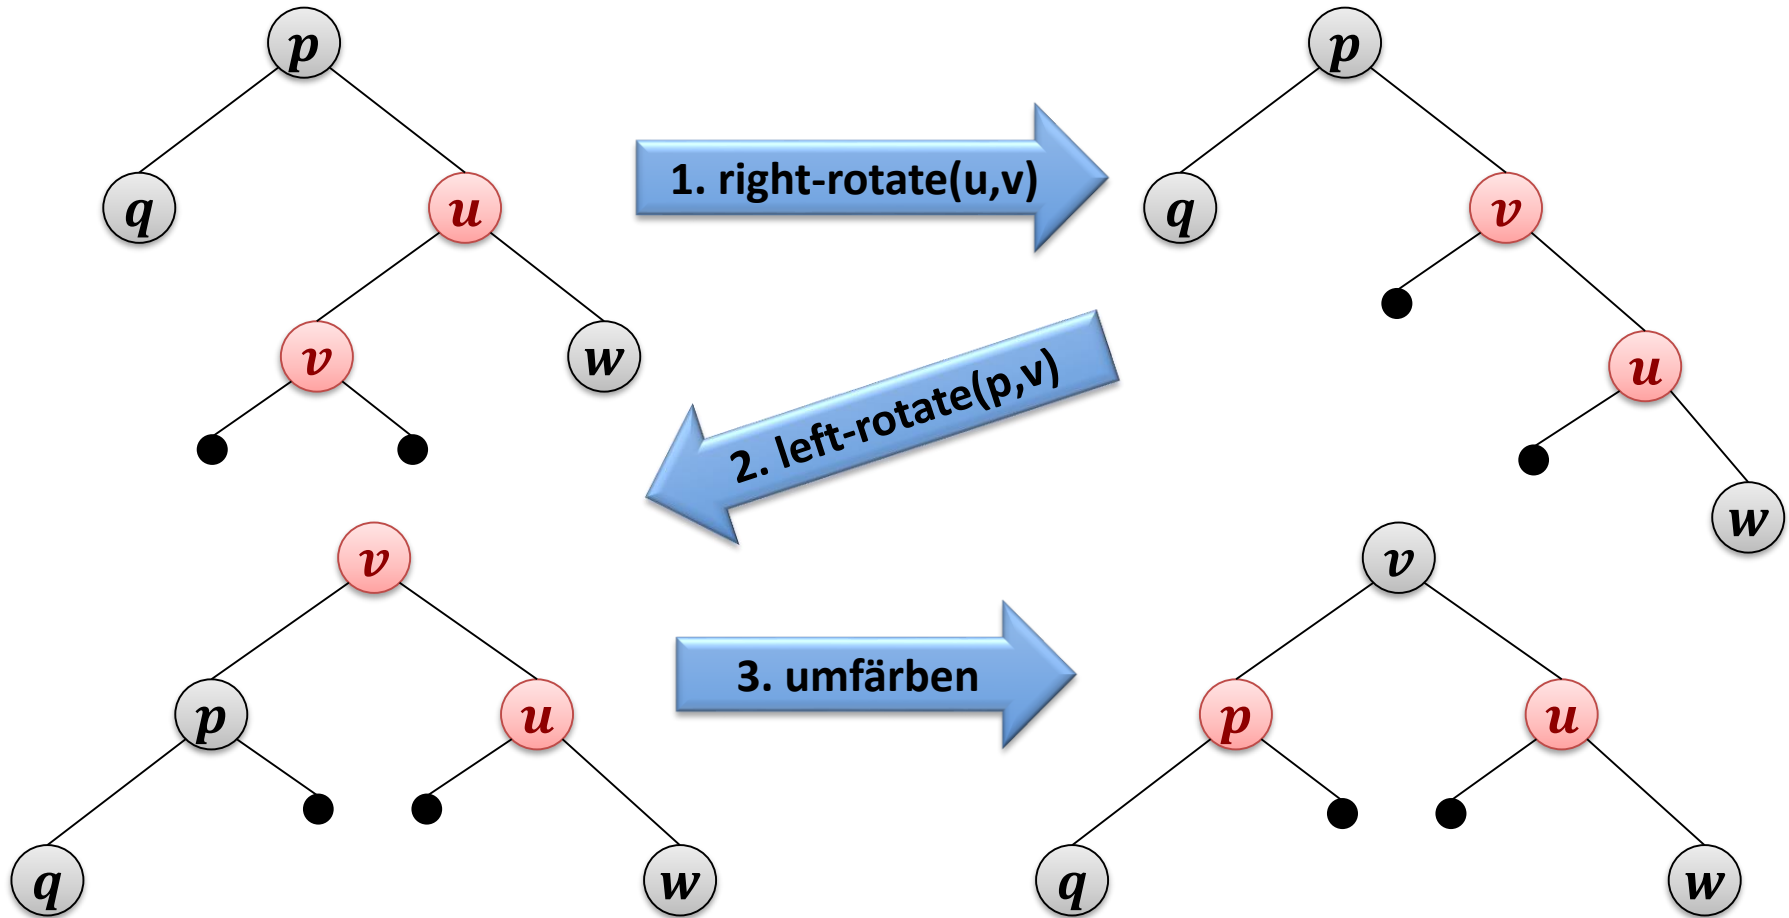 p
p
1. right-rotate(u,v)
q
u
q
v
v
w
u
2. left-rotate(p,v)
w
v
v
3. umfärben
p
u
p
u
q
w
q
w